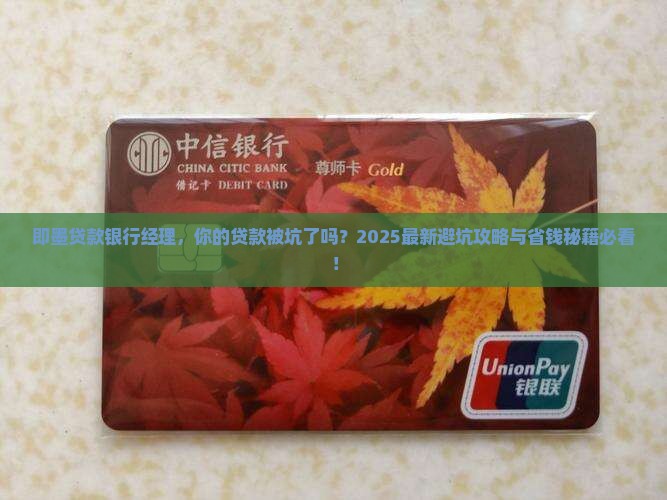 中信银行
CHINA CITIC BANK
借记卡 DEBIT CARD
尊师卡 Gold
即墨贷款银行经理，你的贷款被坑了吗？2025最新避坑攻略与省钱秘籍必看
！
UnionPay
银联